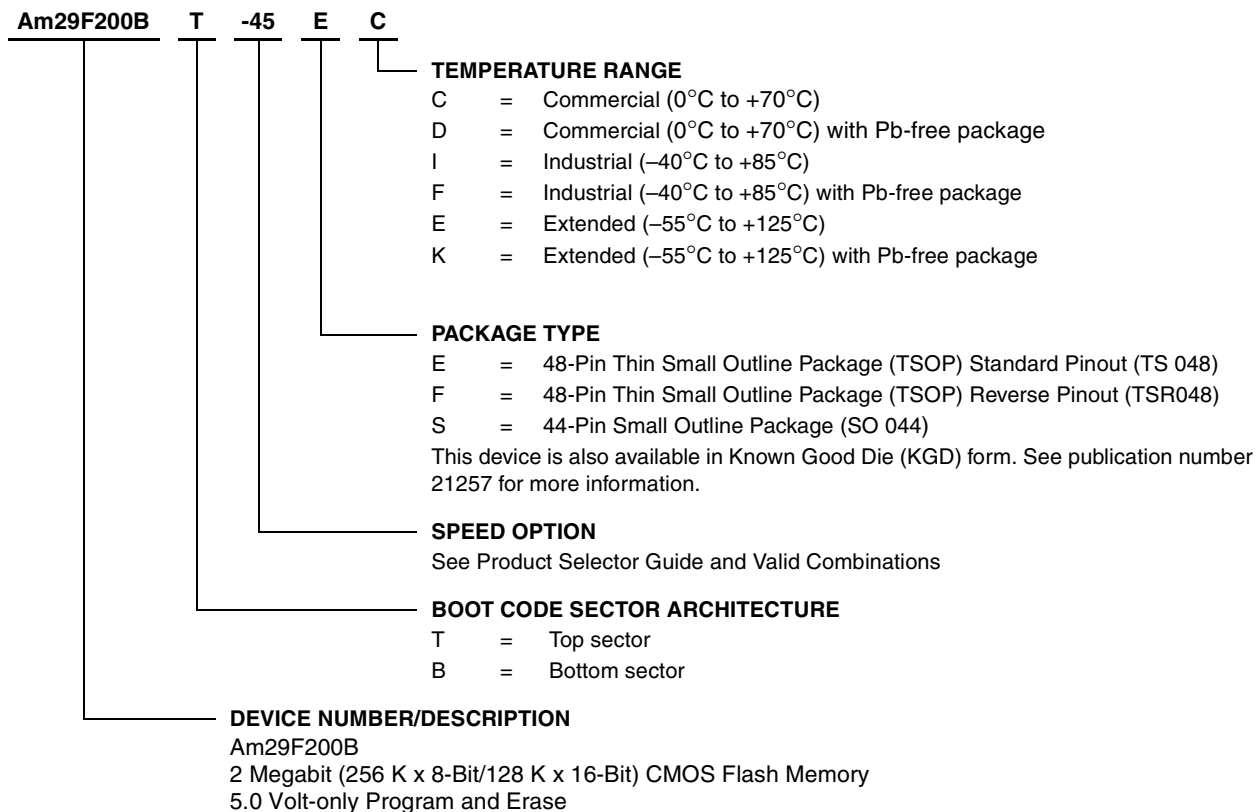 Am29F200B T -45 E C
TEMPERATURE RANGE
C = Commercial (0°C to +70°C)
D = Commercial (0°C to +70°C) with Pb-free package
I = Industrial (–40°C to +85°C)
F = Industrial (–40°C to +85°C) with Pb-free package
E = Extended (–55°C to +125°C)
K = Extended (–55°C to +125°C) with Pb-free package
PACKAGE TYPE
E = 48-Pin Thin Small Outline Package (TSOP) Standard Pinout (TS 048)
F = 48-Pin Thin Small Outline Package (TSOP) Reverse Pinout (TSR048)
S = 44-Pin Small Outline Package (SO 044)
This device is also available in Known Good Die (KGD) form. See publication number
21257 for more information.
SPEED OPTION
See Product Selector Guide and Valid Combinations
BOOT CODE SECTOR ARCHITECTURE
T = Top sector
B = Bottom sector
DEVICE NUMBER/DESCRIPTION
Am29F200B
2 Megabit (256 K x 8-Bit/128 K x 16-Bit) CMOS Flash Memory
5.0 Volt-only Program and Erase